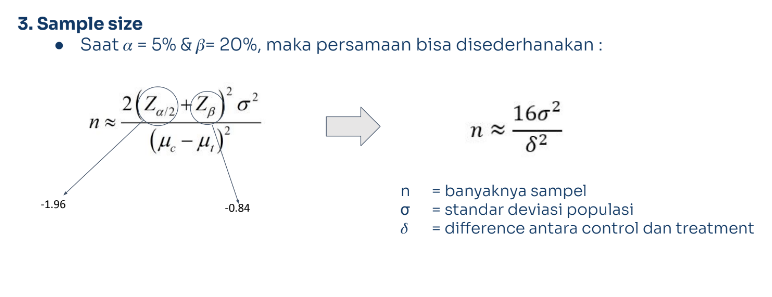 3. Sample size
• Saat α = 5% & β= 20%, maka persamaan bisa disederhanakan :
n ≈ 2(Z_{α/2} + Z_β)² σ² / (μ_c − μ_t)²
n ≈ 16σ² / δ²
-1.96
-0.84
n = banyaknya sampel
σ = standar deviasi populasi
δ = difference antara control dan treatment